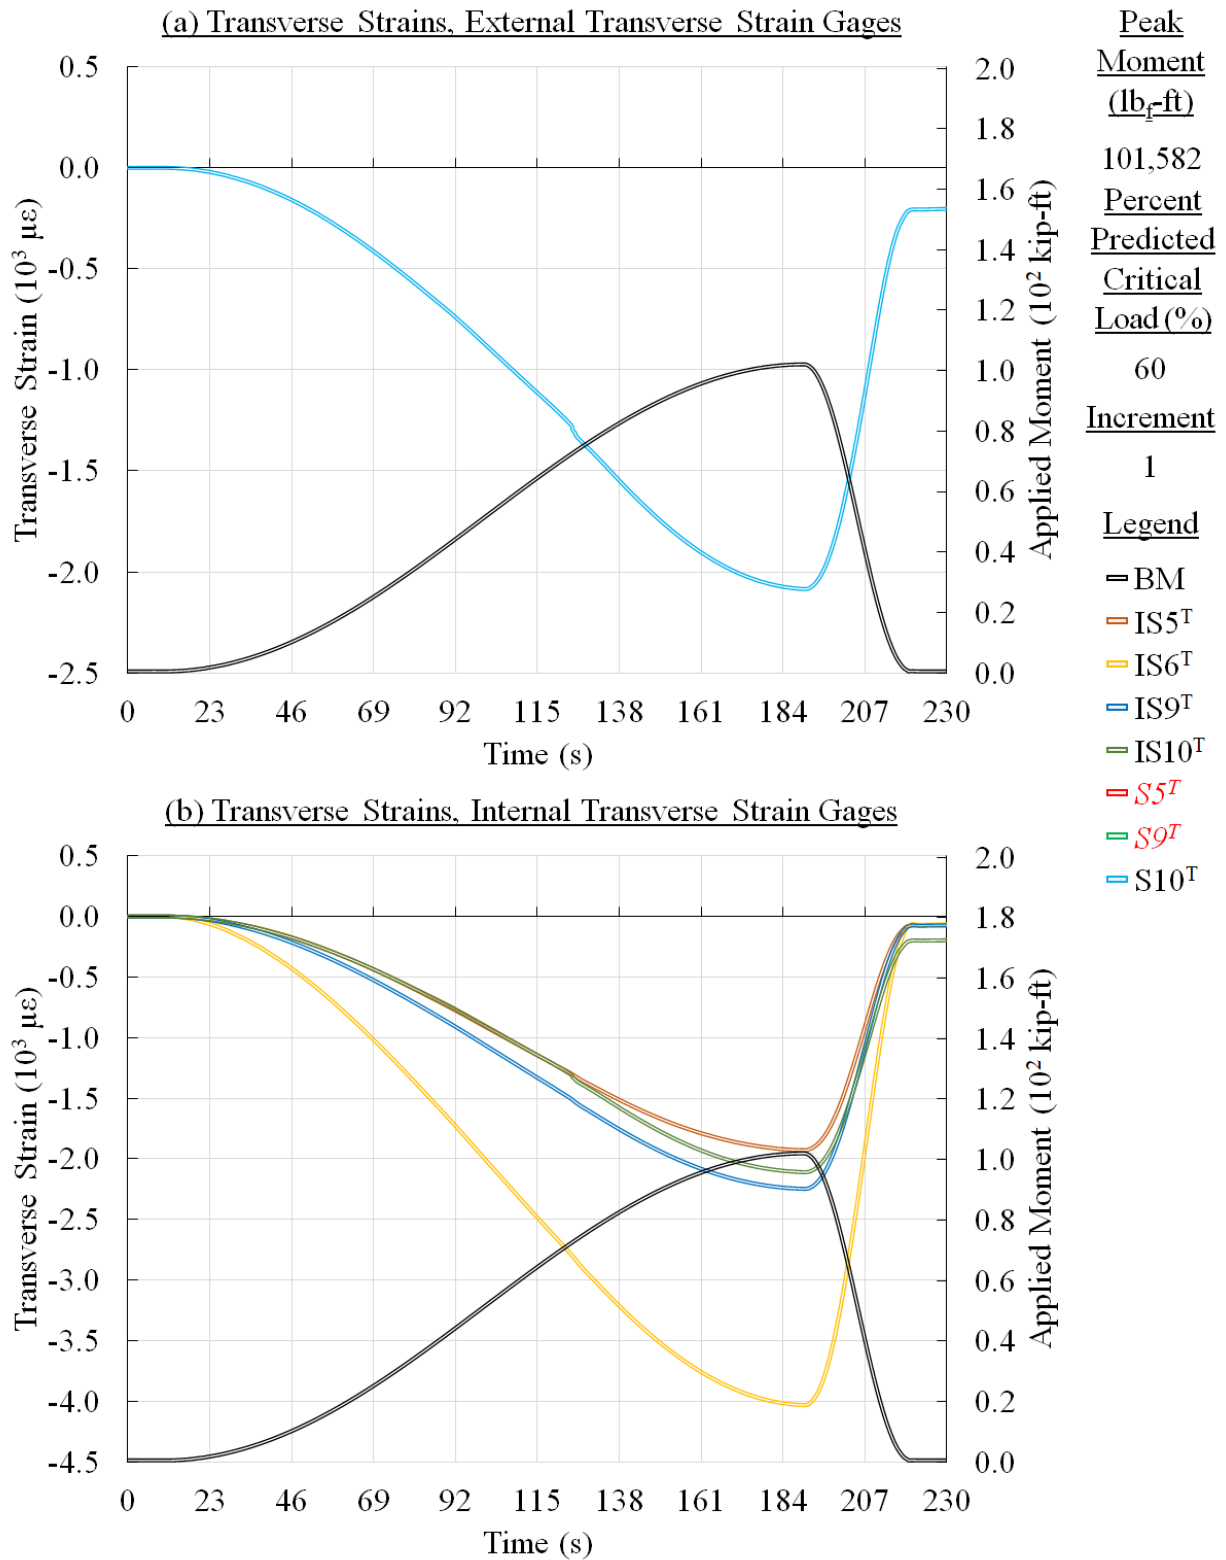 (a) Transverse Strains, External Transverse Strain Gages
0.5
0.0
-0.5
-1.0
-1.5
-2.0
-2.5
Transverse Strain (10³ με)
2.0
1.8
1.6
1.4
1.2
1.0
0.8
0.6
0.4
0.2
0.0
Applied Moment (10² kip-ft)
0 23 46 69 92 115 138 161 184 207 230
Time (s)
Peak
Moment
(lb_f-ft)
101,582
Percent
Predicted
Critical
Load (%)
60
Increment
1
Legend
BM
IS5ᵀ
IS6ᵀ
IS9ᵀ
IS10ᵀ
S5ᵀ
S9ᵀ
S10ᵀ
(b) Transverse Strains, Internal Transverse Strain Gages
0.5
0.0
-0.5
-1.0
-1.5
-2.0
-2.5
-3.0
-3.5
-4.0
-4.5
Transverse Strain (10³ με)
2.0
1.8
1.6
1.4
1.2
1.0
0.8
0.6
0.4
0.2
0.0
Applied Moment (10² kip-ft)
0 23 46 69 92 115 138 161 184 207 230
Time (s)